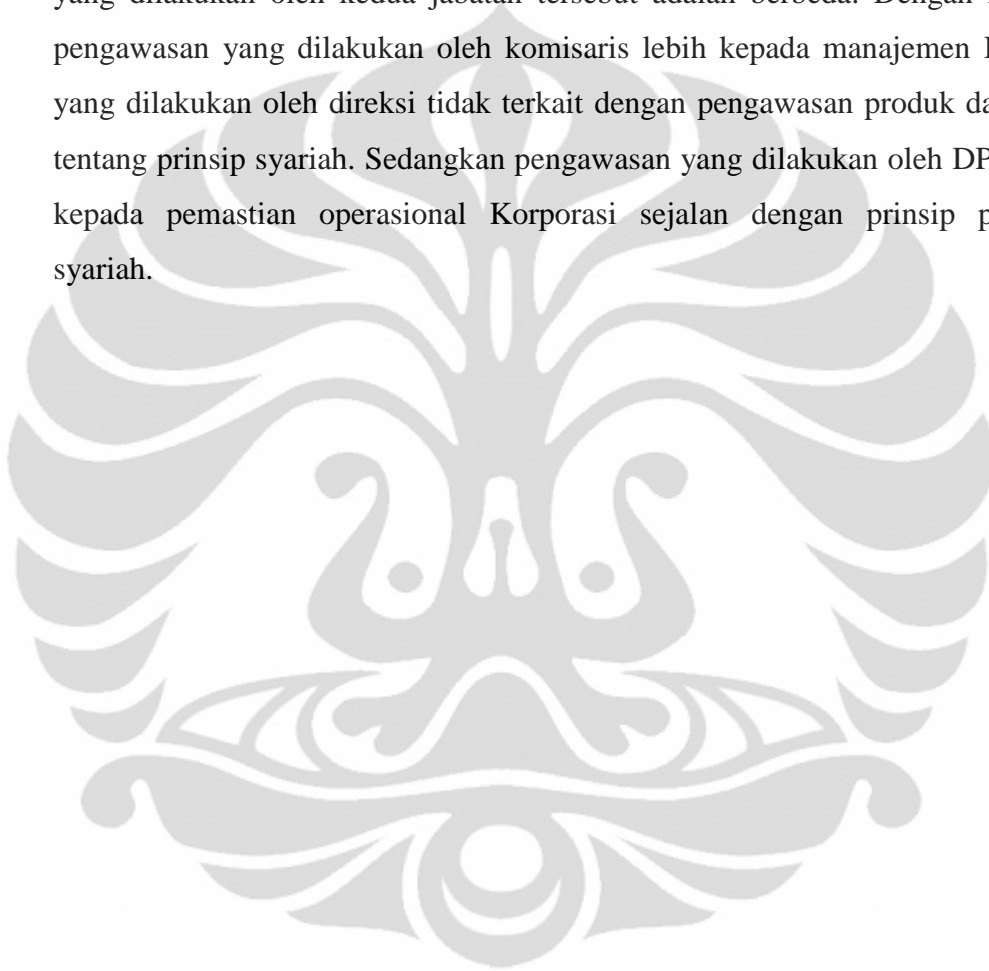 yang dilakukan oleh kedua jabatan tersebut adalah berbeda. Dengan
pengawasan yang dilakukan oleh komisaris lebih kepada manajemen
yang dilakukan oleh direksi tidak terkait dengan pengawasan produk
tentang prinsip syariah. Sedangkan pengawasan yang dilakukan oleh
kepada pemastian operasional Korporasi sejalan dengan prinsip
syariah.